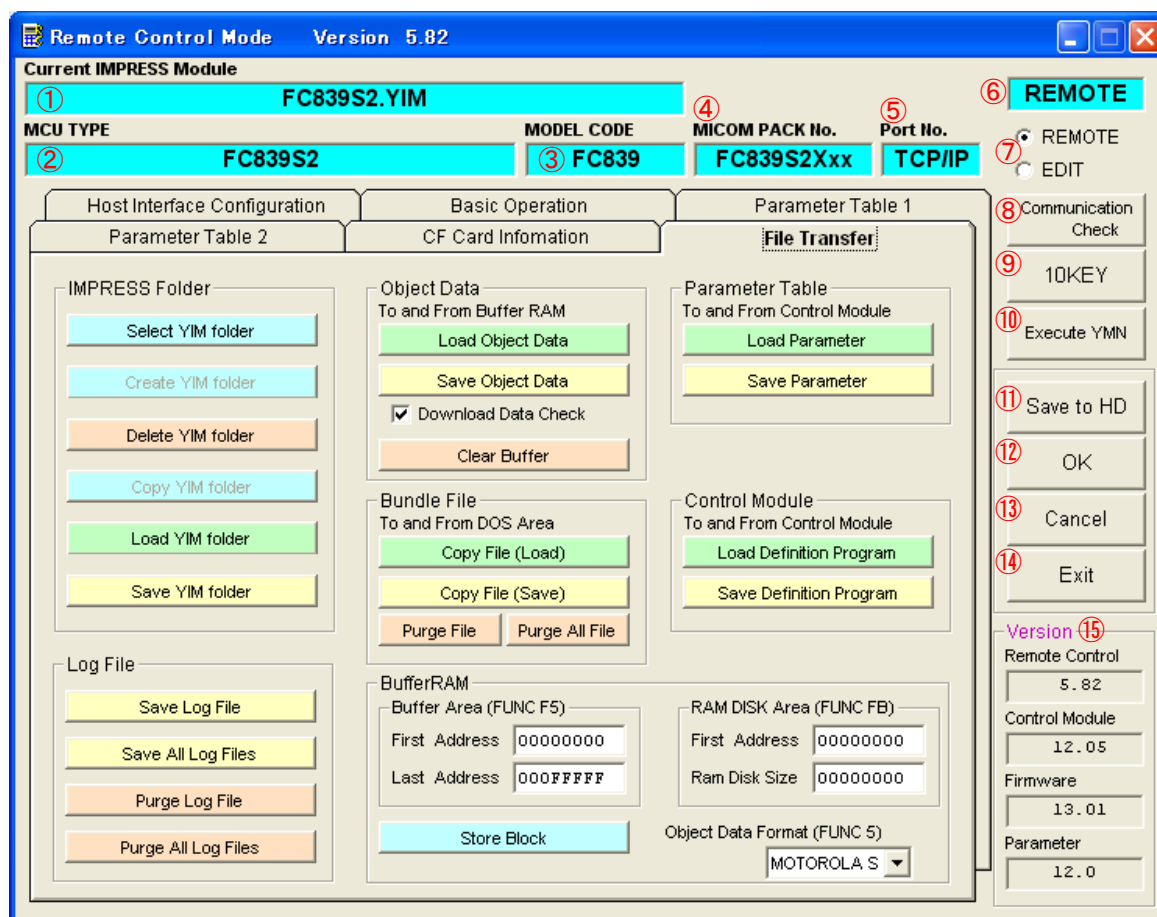 Remote Control Mode Version 5.82
Current IMPRESS Module
① FC839S2.YIM
⑥ REMOTE
MCU TYPE
② FC839S2
MODEL CODE
③ FC839
④
MICOM PACK No.
FC839S2Xxx
⑤
Port No.
TCP/IP
⑦
REMOTE
EDIT
Host Interface Configuration
Basic Operation
Parameter Table 1
Parameter Table 2
CF Card Infomation
File Transfer
IMPRESS Folder
Select YIM folder
Create YIM folder
Delete YIM folder
Copy YIM folder
Load YIM folder
Save YIM folder
Log File
Save Log File
Save All Log Files
Purge Log File
Purge All Log Files
Object Data
To and From Buffer RAM
Load Object Data
Save Object Data
Download Data Check
Clear Buffer
Bundle File
To and From DOS Area
Copy File (Load)
Copy File (Save)
Purge File
Purge All File
Parameter Table
To and From Control Module
Load Parameter
Save Parameter
Control Module
To and From Control Module
Load Definition Program
Save Definition Program
BufferRAM
Buffer Area (FUNC F5)
First Address 00000000
Last Address 000FFFFF
RAM DISK Area (FUNC FB)
First Address 00000000
Ram Disk Size 00000000
Store Block
Object Data Format (FUNC 5)
MOTOROLA S
⑧ Communication
Check
⑨ 10KEY
⑩ Execute YMN
⑪ Save to HD
⑫ OK
⑬ Cancel
⑭ Exit
Version ⑮
Remote Control
5.82
Control Module
12.05
Firmware
13.01
Parameter
12.0